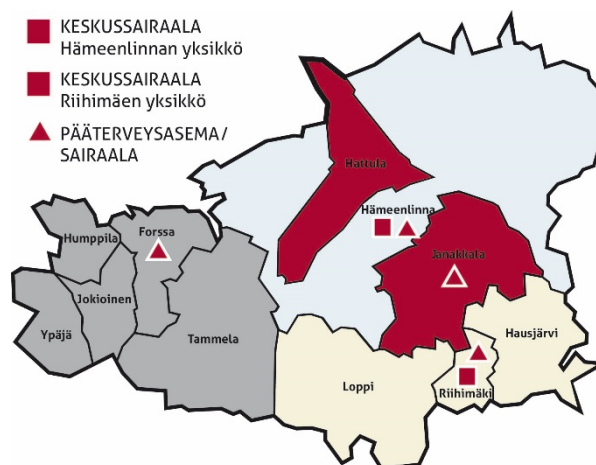 KESKUSSAIRAALA
Hämeenlinnan yksikkö
KESKUSSAIRAALA
Riihimäen yksikkö
PÄÄTERVEYSASEMA/
SAIRAALA
Hattula
Hämeenlinna
Humppila
Forssa
Janakkala
Jokioinen
Ypäjä
Tammela
Hausjärvi
Loppi
Riihimäki